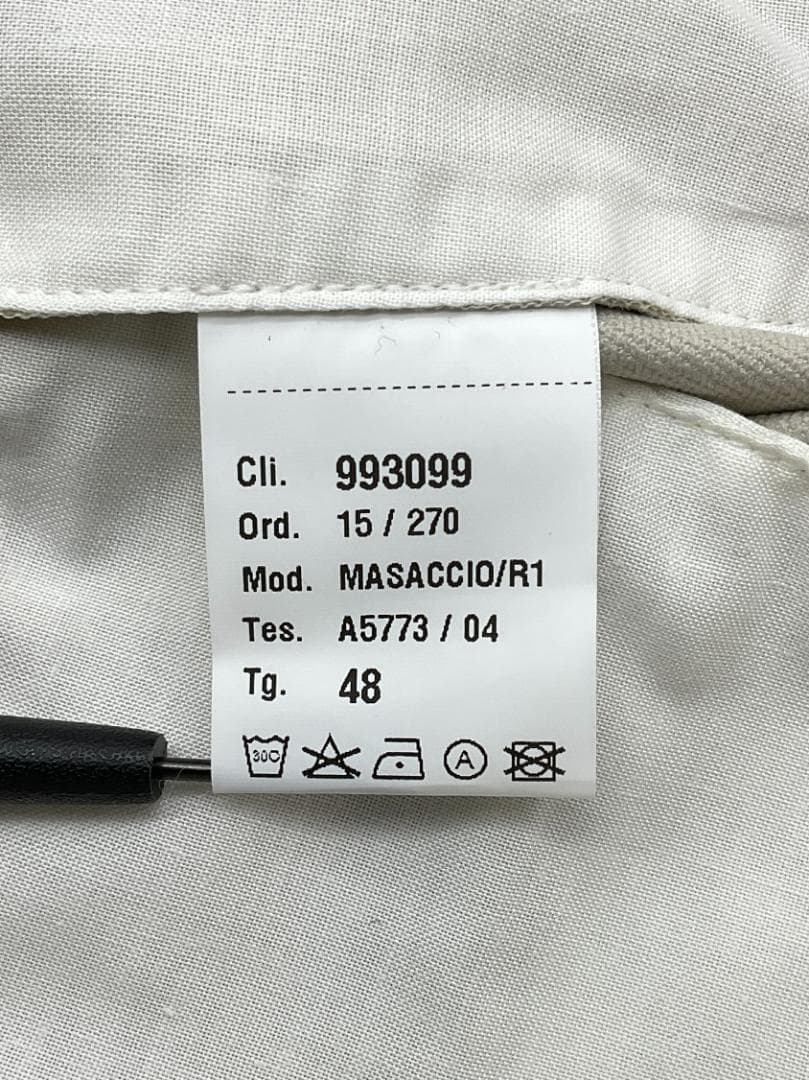 Cli. 993099
Ord. 15 / 270
Mod. MASACCIO/R1
Tes. A5773 / 04
Tg. 48
30C A